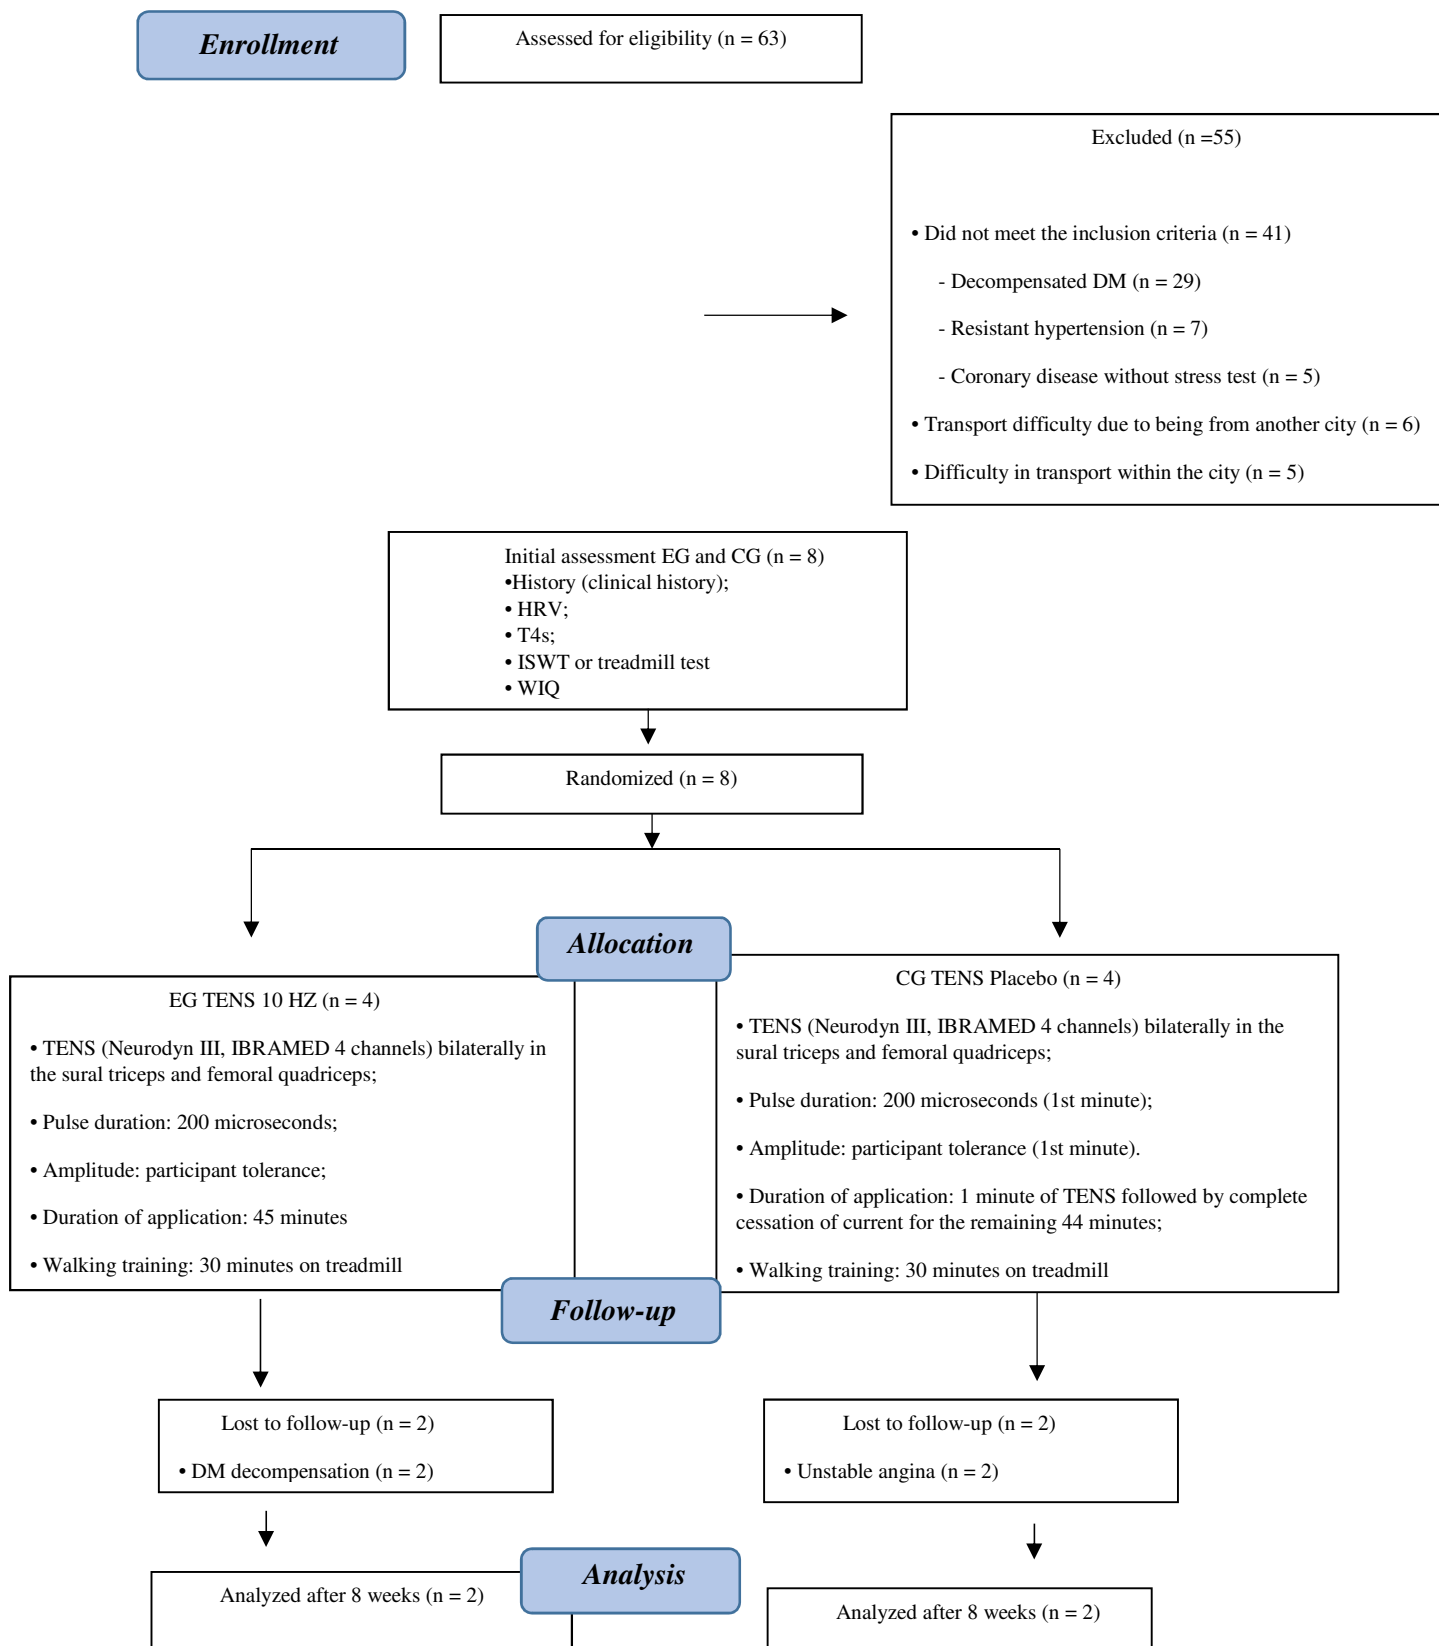 Enrollment
Assessed for eligibility (n = 63)
Excluded (n =55)
• Did not meet the inclusion criteria (n = 41)
- Decompensated DM (n = 29)
- Resistant hypertension (n = 7)
- Coronary disease without stress test (n = 5)
• Transport difficulty due to being from another city (n = 6)
• Difficulty in transport within the city (n = 5)
Initial assessment EG and CG (n = 8)
•History (clinical history);
• HRV;
• T4s;
• ISWT or treadmill test
• WIQ
Randomized (n = 8)
Allocation
EG TENS 10 HZ (n = 4)
• TENS (Neurodyn III, IBRAMED 4 channels) bilaterally in
the sural triceps and femoral quadriceps;
• Pulse duration: 200 microseconds;
• Amplitude: participant tolerance;
• Duration of application: 45 minutes
• Walking training: 30 minutes on treadmill
CG TENS Placebo (n = 4)
• TENS (Neurodyn III, IBRAMED 4 channels) bilaterally in the
sural triceps and femoral quadriceps;
• Pulse duration: 200 microseconds (1st minute);
• Amplitude: participant tolerance (1st minute).
• Duration of application: 1 minute of TENS followed by complete
cessation of current for the remaining 44 minutes;
• Walking training: 30 minutes on treadmill
Follow-up
Lost to follow-up (n = 2)
• DM decompensation (n = 2)
Lost to follow-up (n = 2)
• Unstable angina (n = 2)
Analysis
Analyzed after 8 weeks (n = 2)
Analyzed after 8 weeks (n = 2)